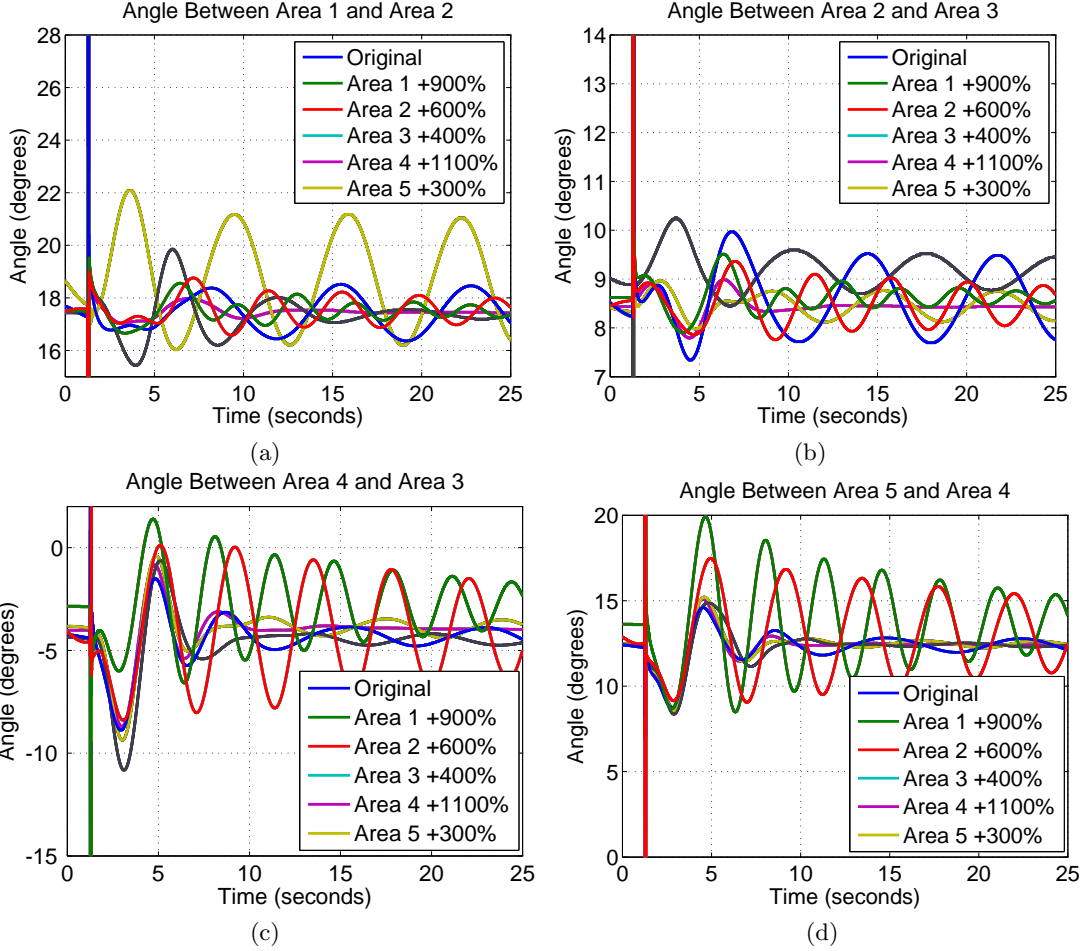 Angle Between Area 1 and Area 2
Angle (degrees)
28
26
24
22
20
18
16
0 5 10 15 20 25
Time (seconds)
Original
Area 1 +900%
Area 2 +600%
Area 3 +400%
Area 4 +1100%
Area 5 +300%
(a)
Angle Between Area 2 and Area 3
Angle (degrees)
14
13
12
11
10
9
8
7
0 5 10 15 20 25
Time (seconds)
Original
Area 1 +900%
Area 2 +600%
Area 3 +400%
Area 4 +1100%
Area 5 +300%
(b)
Angle Between Area 4 and Area 3
Angle (degrees)
0
-5
-10
-15
0 5 10 15 20 25
Time (seconds)
Original
Area 1 +900%
Area 2 +600%
Area 3 +400%
Area 4 +1100%
Area 5 +300%
(c)
Angle Between Area 5 and Area 4
Angle (degrees)
20
15
10
5
0
0 5 10 15 20 25
Time (seconds)
Original
Area 1 +900%
Area 2 +600%
Area 3 +400%
Area 4 +1100%
Area 5 +300%
(d)